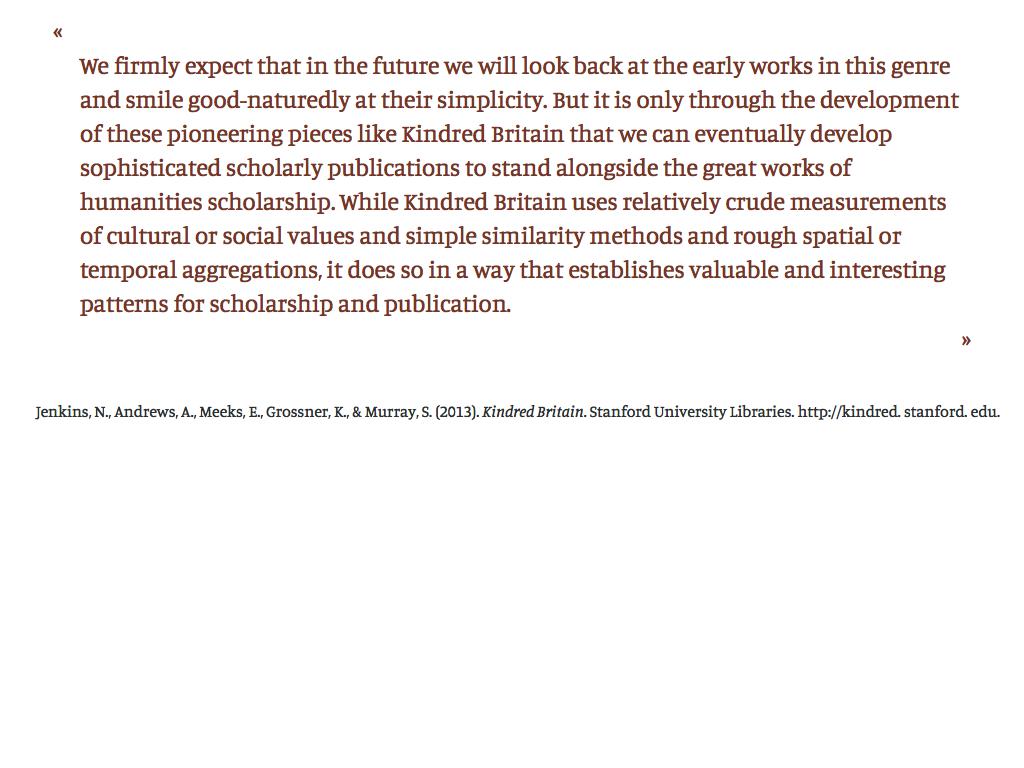 «
We firmly expect that in the future we will look back at the early works in this genre
and smile good-naturedly at their simplicity. But it is only through the development
of these pioneering pieces like Kindred Britain that we can eventually develop
sophisticated scholarly publications to stand alongside the great works of
humanities scholarship. While Kindred Britain uses relatively crude measurements
of cultural or social values and simple similarity methods and rough spatial or
temporal aggregations, it does so in a way that establishes valuable and interesting
patterns for scholarship and publication.
»
Jenkins, N., Andrews, A., Meeks, E., Grossner, K., & Murray, S. (2013). Kindred Britain. Stanford University Libraries. http://kindred. stanford. edu.